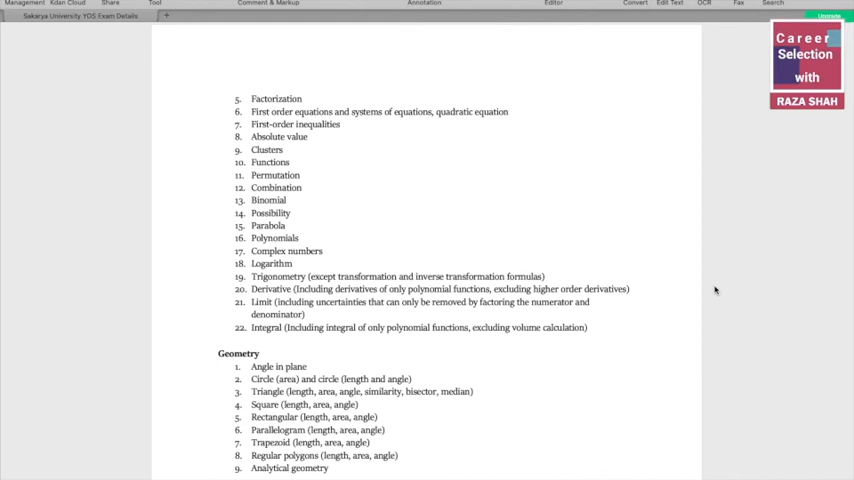 Management Kdan Cloud Share Tool Comment & Markup Annotation Editor Convert Edit Text OCR Fax Search
Sakarya University YOS Exam Details +
Upgrade
Career
Selection
with
RAZA SHAH
5. Factorization
6. First order equations and systems of equations, quadratic equation
7. First-order inequalities
8. Absolute value
9. Clusters
10. Functions
11. Permutation
12. Combination
13. Binomial
14. Possibility
15. Parabola
16. Polynomials
17. Complex numbers
18. Logarithm
19. Trigonometry (except transformation and inverse transformation formulas)
20. Derivative (Including derivatives of only polynomial functions, excluding higher order derivatives)
21. Limit (including uncertainties that can only be removed by factoring the numerator and
denominator)
22. Integral (Including integral of only polynomial functions, excluding volume calculation)
Geometry
1. Angle in plane
2. Circle (area) and circle (length and angle)
3. Triangle (length, area, angle, similarity, bisector, median)
4. Square (length, area, angle)
5. Rectangular (length, area, angle)
6. Parallelogram (length, area, angle)
7. Trapezoid (length, area, angle)
8. Regular polygons (length, area, angle)
9. Analytical geometry